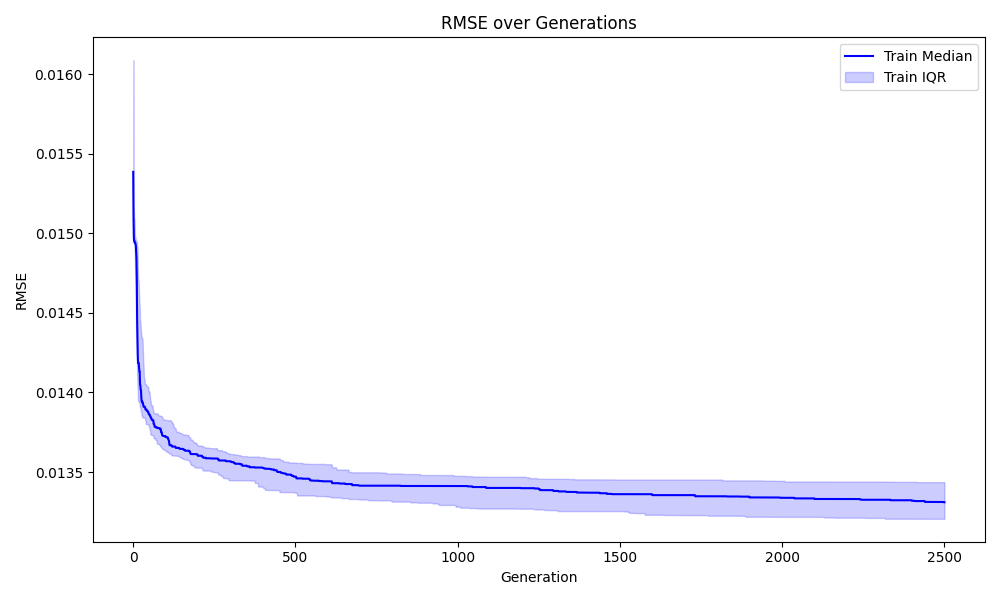 RMSE over Generations
Train Median
Train IQR
0.0160
0.0155
0.0150
0.0145
0.0140
0.0135
RMSE
0
500
1000
1500
2000
2500
Generation